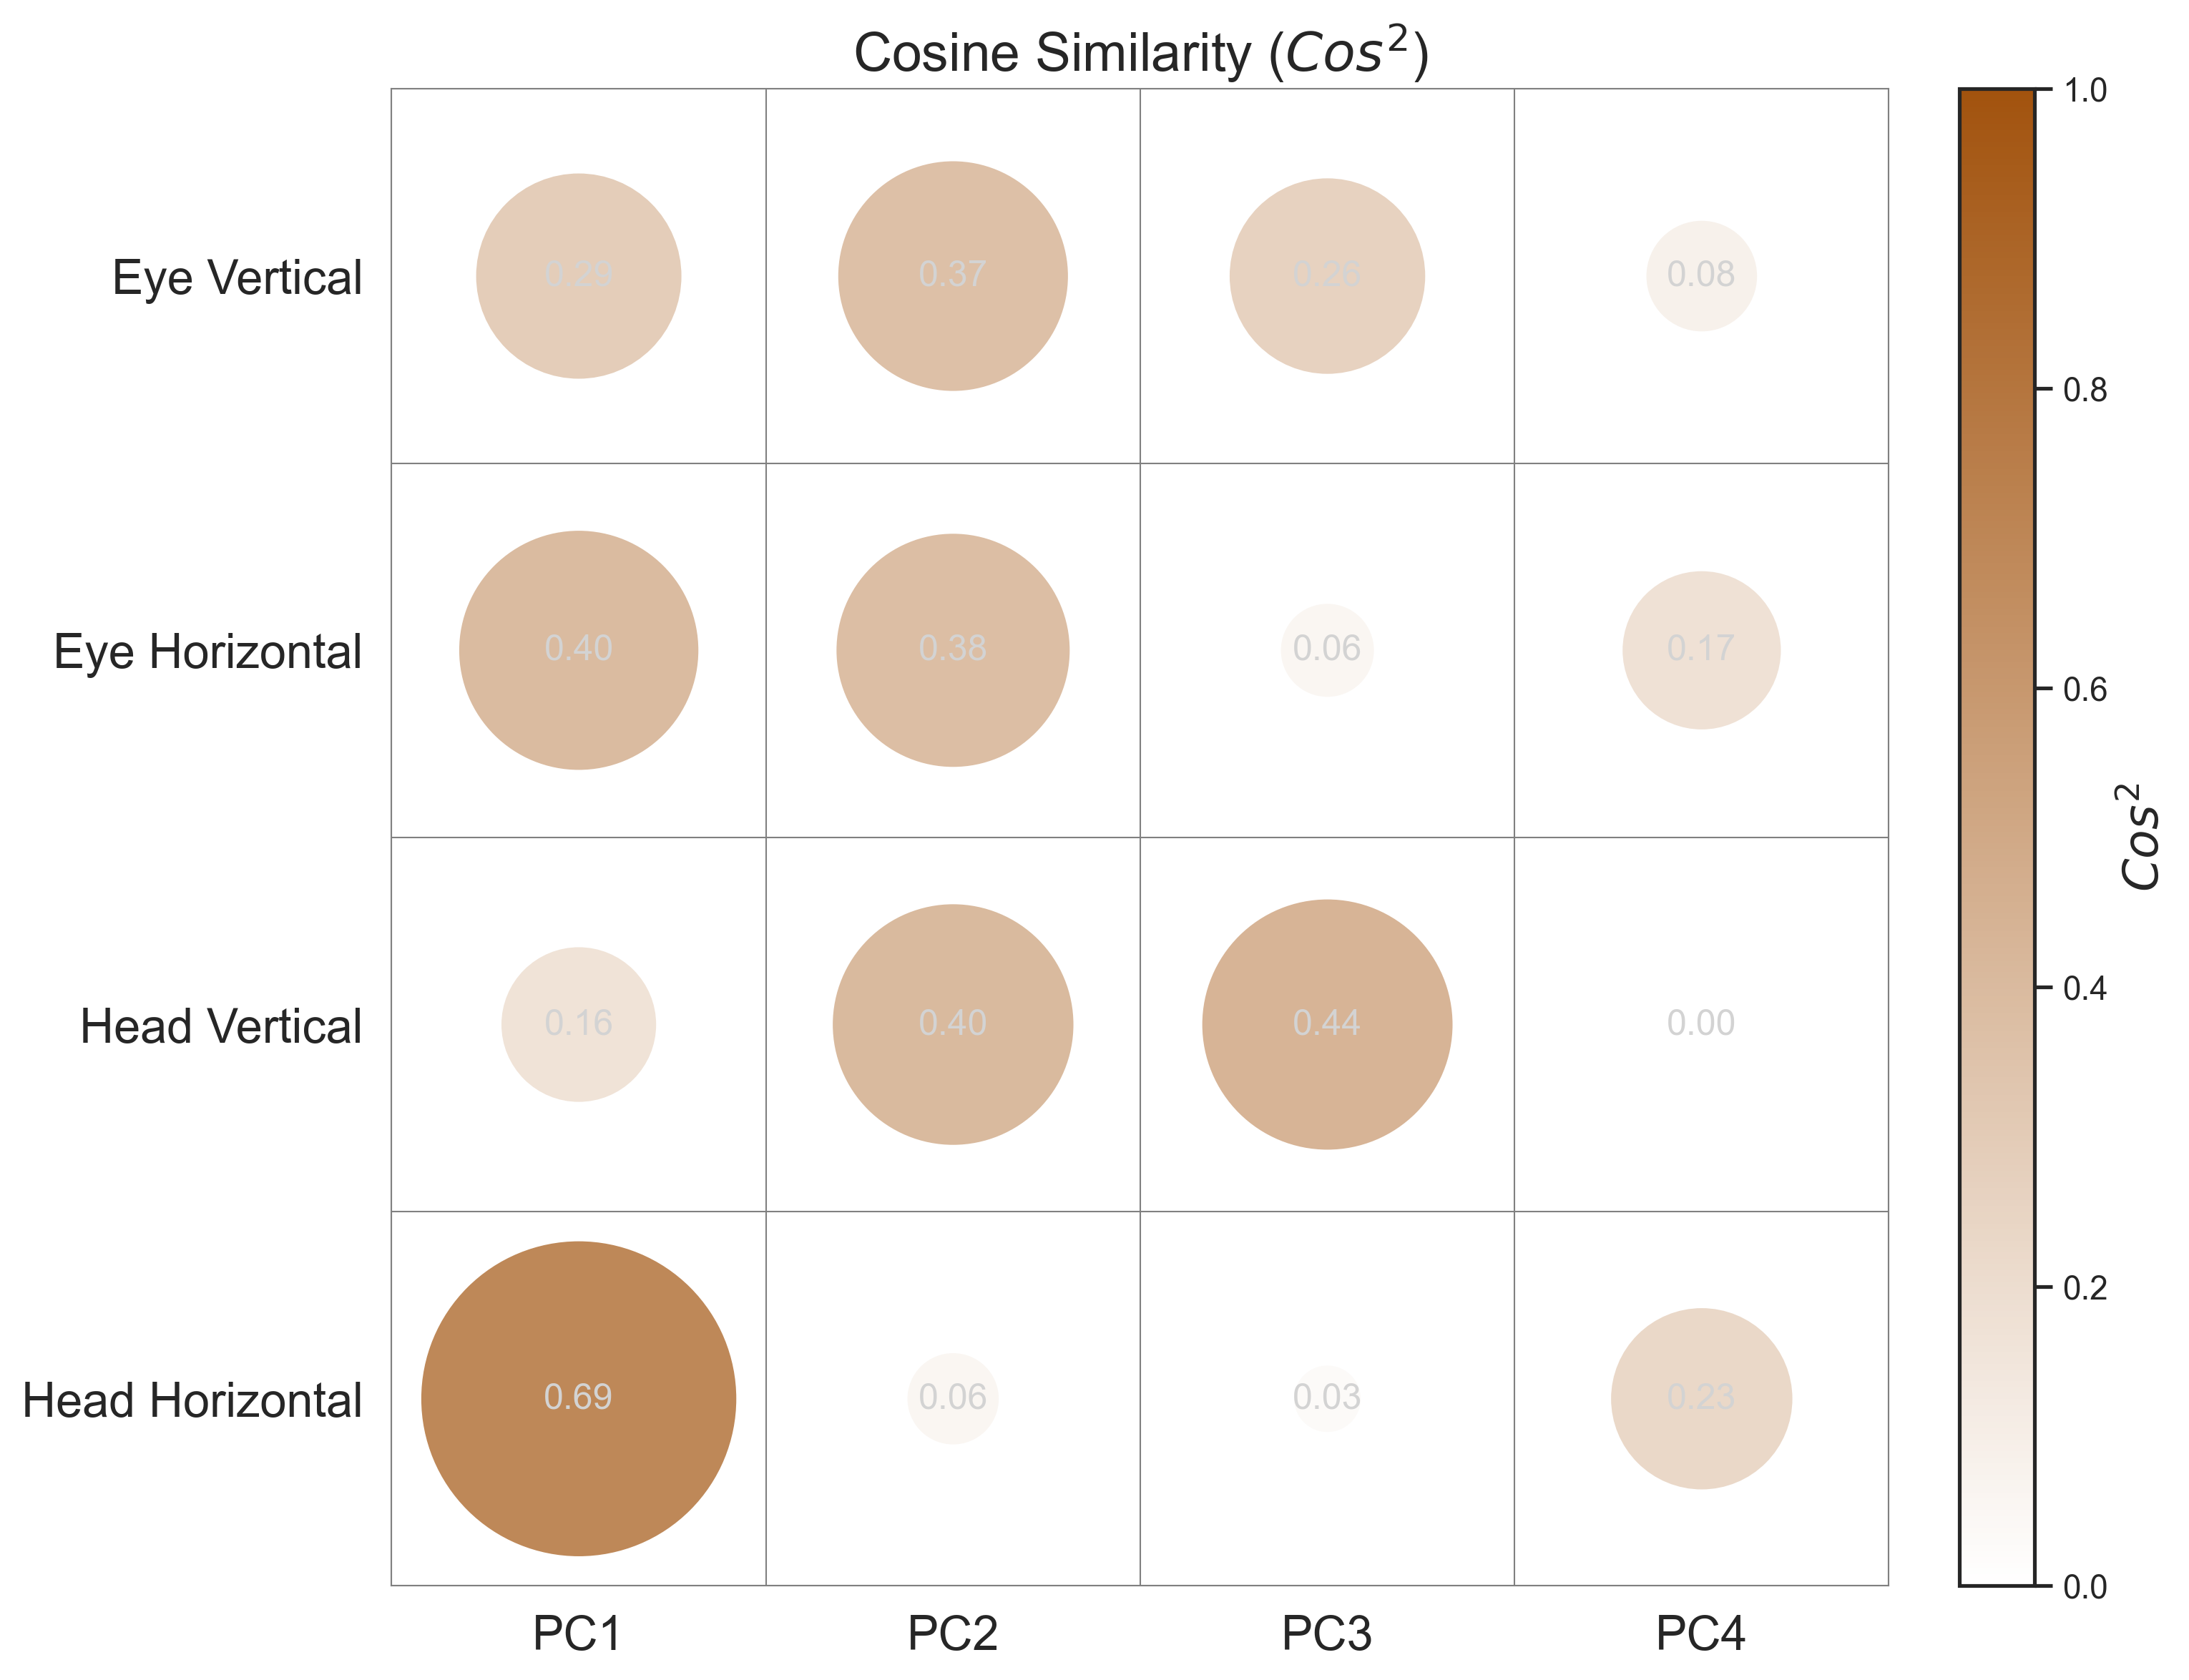 Cosine Similarity (Cos²)
Eye Vertical 0.29 0.37 0.26 0.08
Eye Horizontal 0.40 0.38 0.06 0.17
Head Vertical 0.16 0.40 0.44 0.00
Head Horizontal 0.69 0.06 0.03 0.23
PC1 PC2 PC3 PC4
1.0
0.8
0.6
0.4
0.2
0.0
Cos²